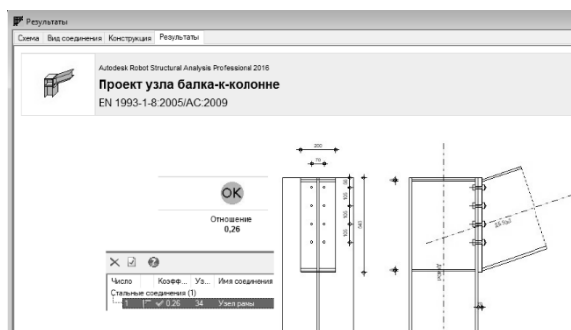 Результаты
Схема Вид соединения Конструкция Результаты
Autodesk Robot Structural Analysis Professional 2016
Проект узла балка-к-колонне
EN 1993-1-8:2005/AC:2009
200
70
OK
Отношение
0,26
Число Коэфф... Уз... Имя соединения
Стальные соединения (1)
1 0.26 34 Узел рамы